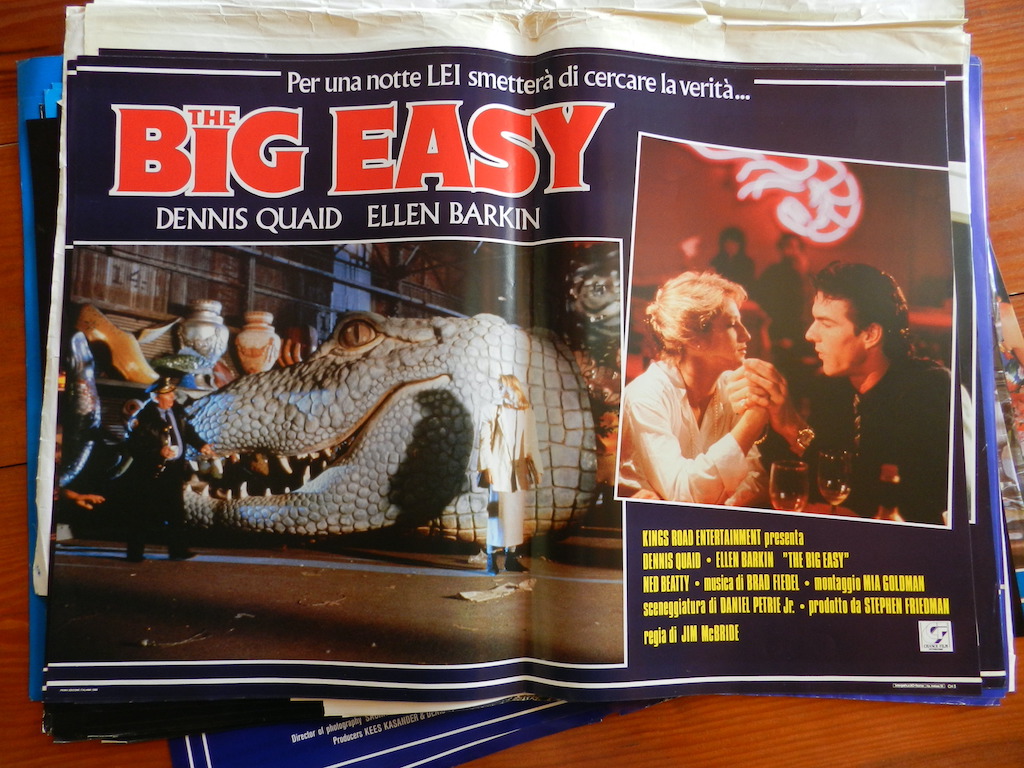 Per una notte LEI smetterà di cercare la verità...
THE
BIG EASY
DENNIS QUAID ELLEN BARKIN
KINGS ROAD ENTERTAINMENT presenta
DENNIS QUAID • ELLEN BARKIN "THE BIG EASY"
NED BEATTY • musica di BRAD FIEDEL • montaggio MIA GOLDMAN
sceneggiatura di DANIEL PETRIE Jr. • prodotto da STEPHEN FRIEDMAN
regia di JIM McBRIDE
Director of photography
Producers KEES KASANDER &